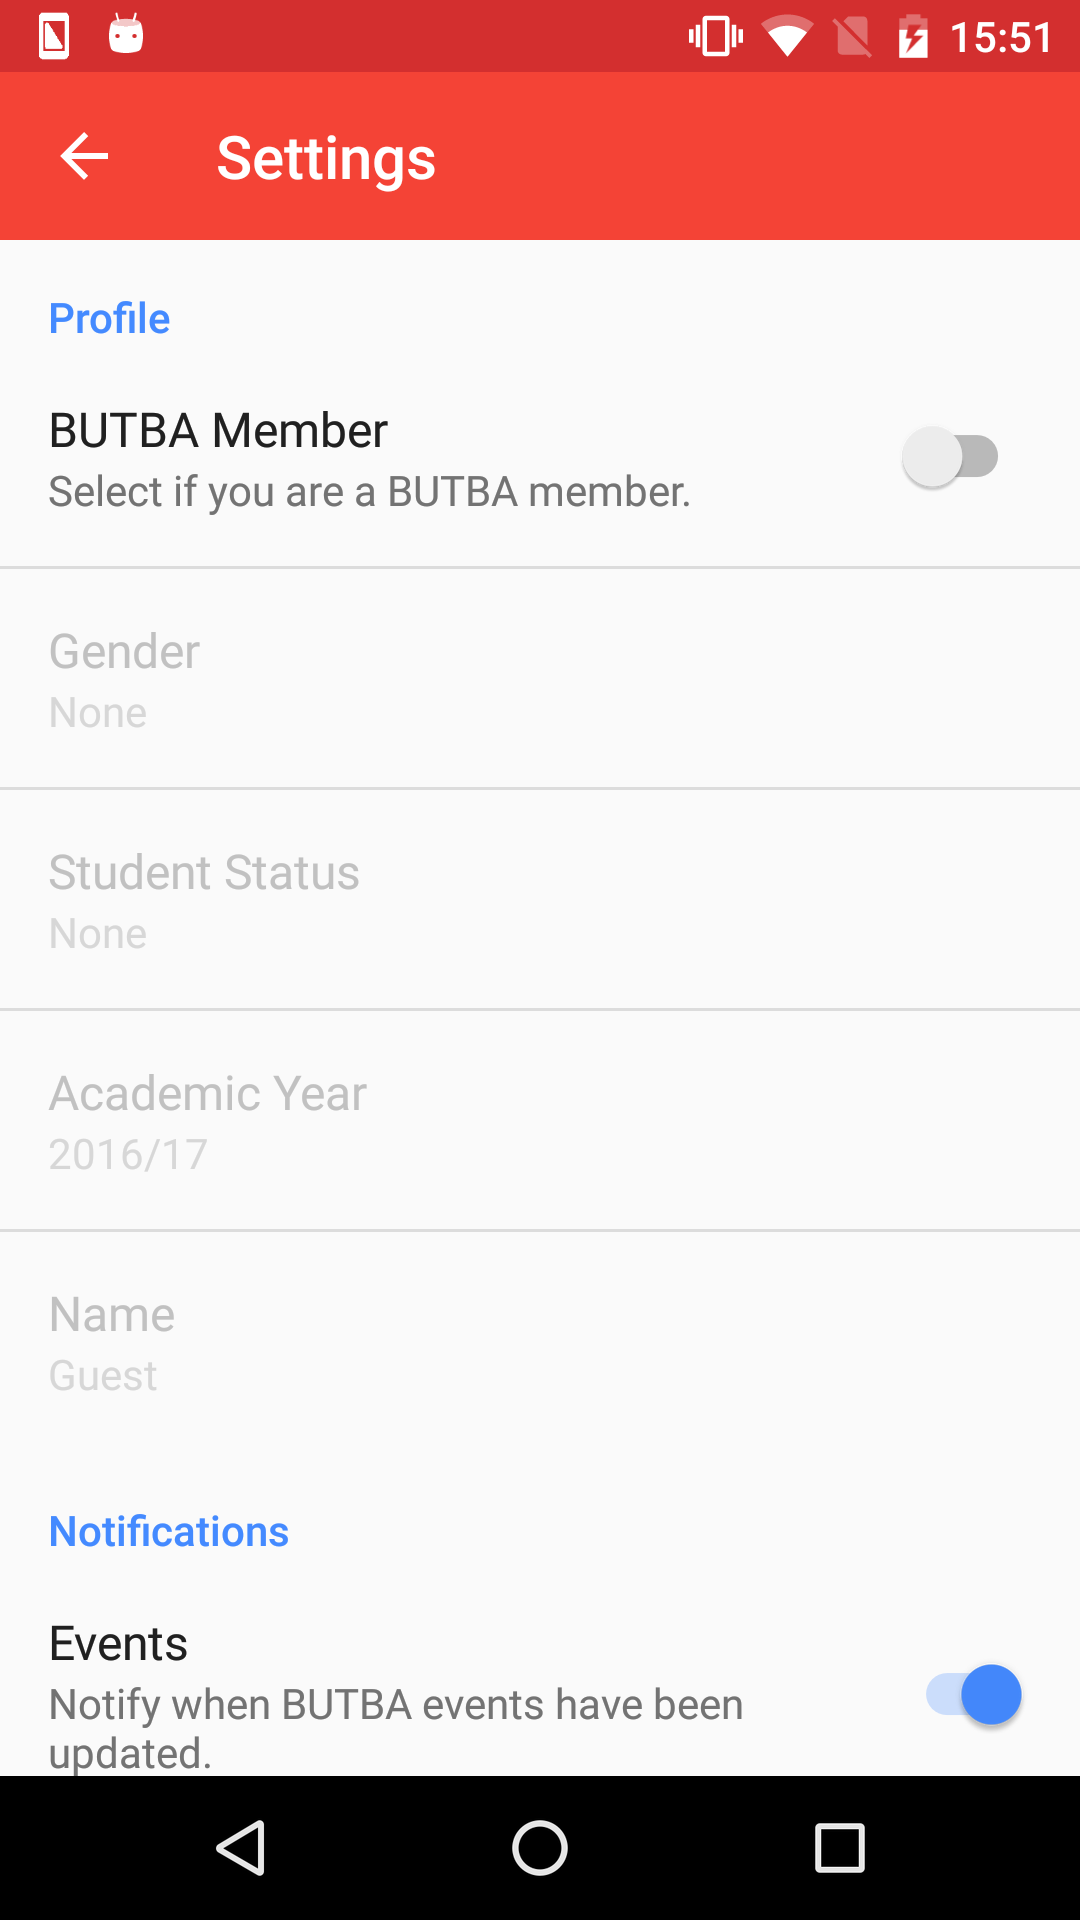 15:51
Settings
Profile
BUTBA Member
Select if you are a BUTBA member.
Gender
None
Student Status
None
Academic Year
2016/17
Name
Guest
Notifications
Events
Notify when BUTBA events have been
updated.